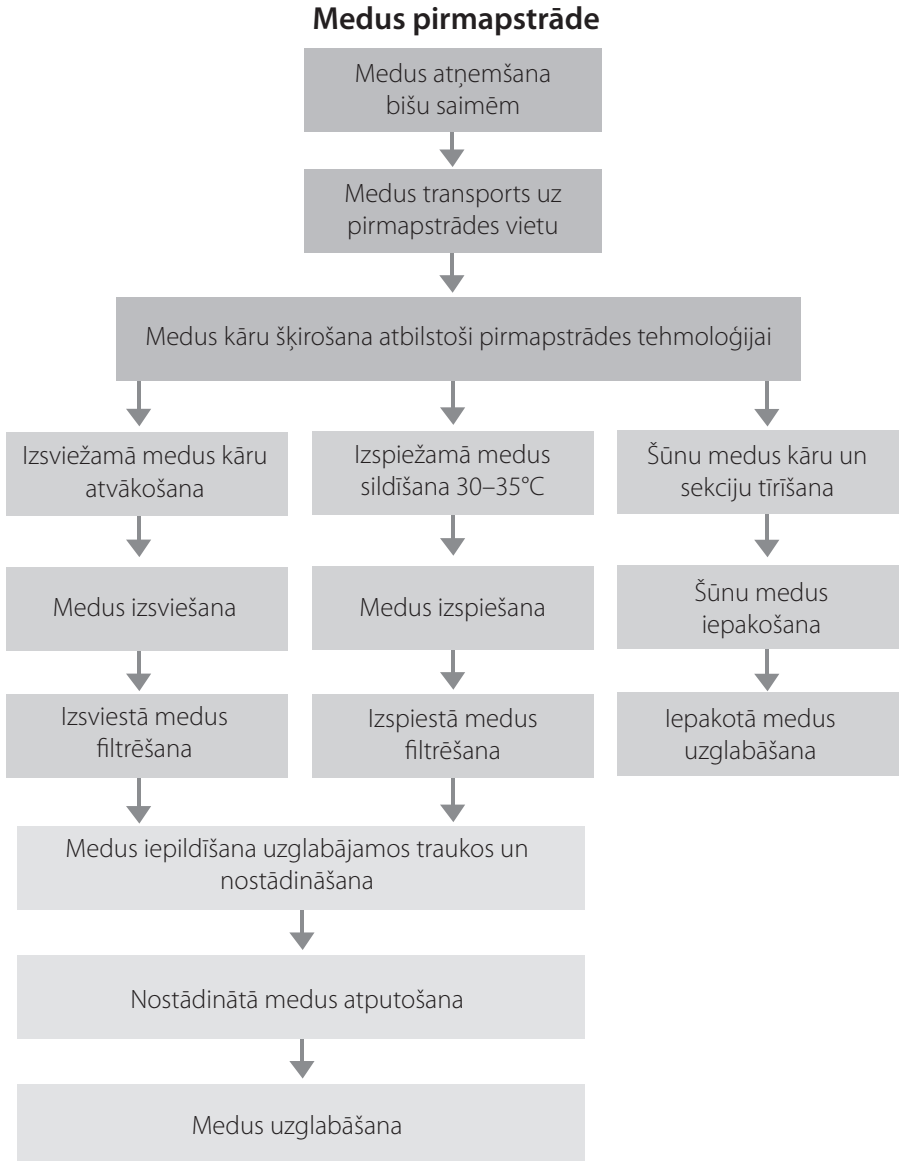 Medus pirmapstrāde
Medus atņemšana
bišu saimēm
Medus transports uz
pirmapstrādes vietu
Medus kāru šķirošana atbilstoši pirmapstrādes tehmoloģijai
Izsviežamā medus kāru
atvākošana
Izspiežamā medus
sildīšana 30–35°C
Šūnu medus kāru un
sekciju tīrīšana
Medus izsviešana
Medus izspiešana
Šūnu medus
iepakošana
Izsviestā medus
filtrēšana
Izspiestā medus
filtrēšana
Iepakotā medus
uzglabāšana
Medus iepildīšana uzglabājamos traukos un
nostādināšana
Nostādinātā medus atputošana
Medus uzglabāšana